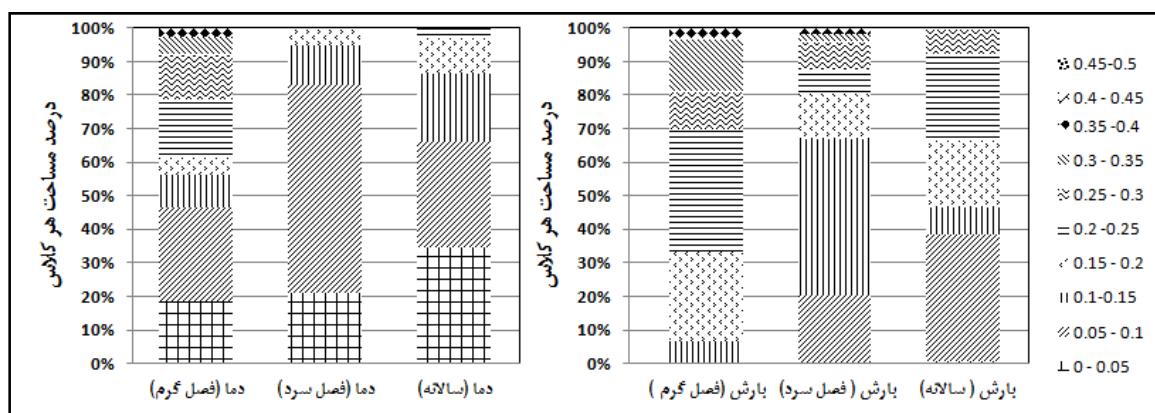 درصد مساحت هر کلاس
100%
90%
80%
70%
60%
50%
40%
30%
20%
10%
0%
دما (فصل گرم)
دما (فصل سرد)
دما (سالانه)
درصد مساحت هر کلاس
100%
90%
80%
70%
60%
50%
40%
30%
20%
10%
0%
بارش (فصل گرم )
بارش ( فصل سرد)
بارش ( سالانه)
0.45-0.5
0.4 - 0.45
0.35 -0.4
0.3 - 0.35
0.25 - 0.3
0.2 -0.25
0.15 - 0.2
0.1-0.15
0.05 - 0.1
0 - 0.05